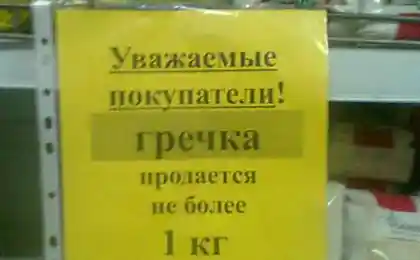 Уважаемые
покупатели!
гречка
продается
не более
1 кг